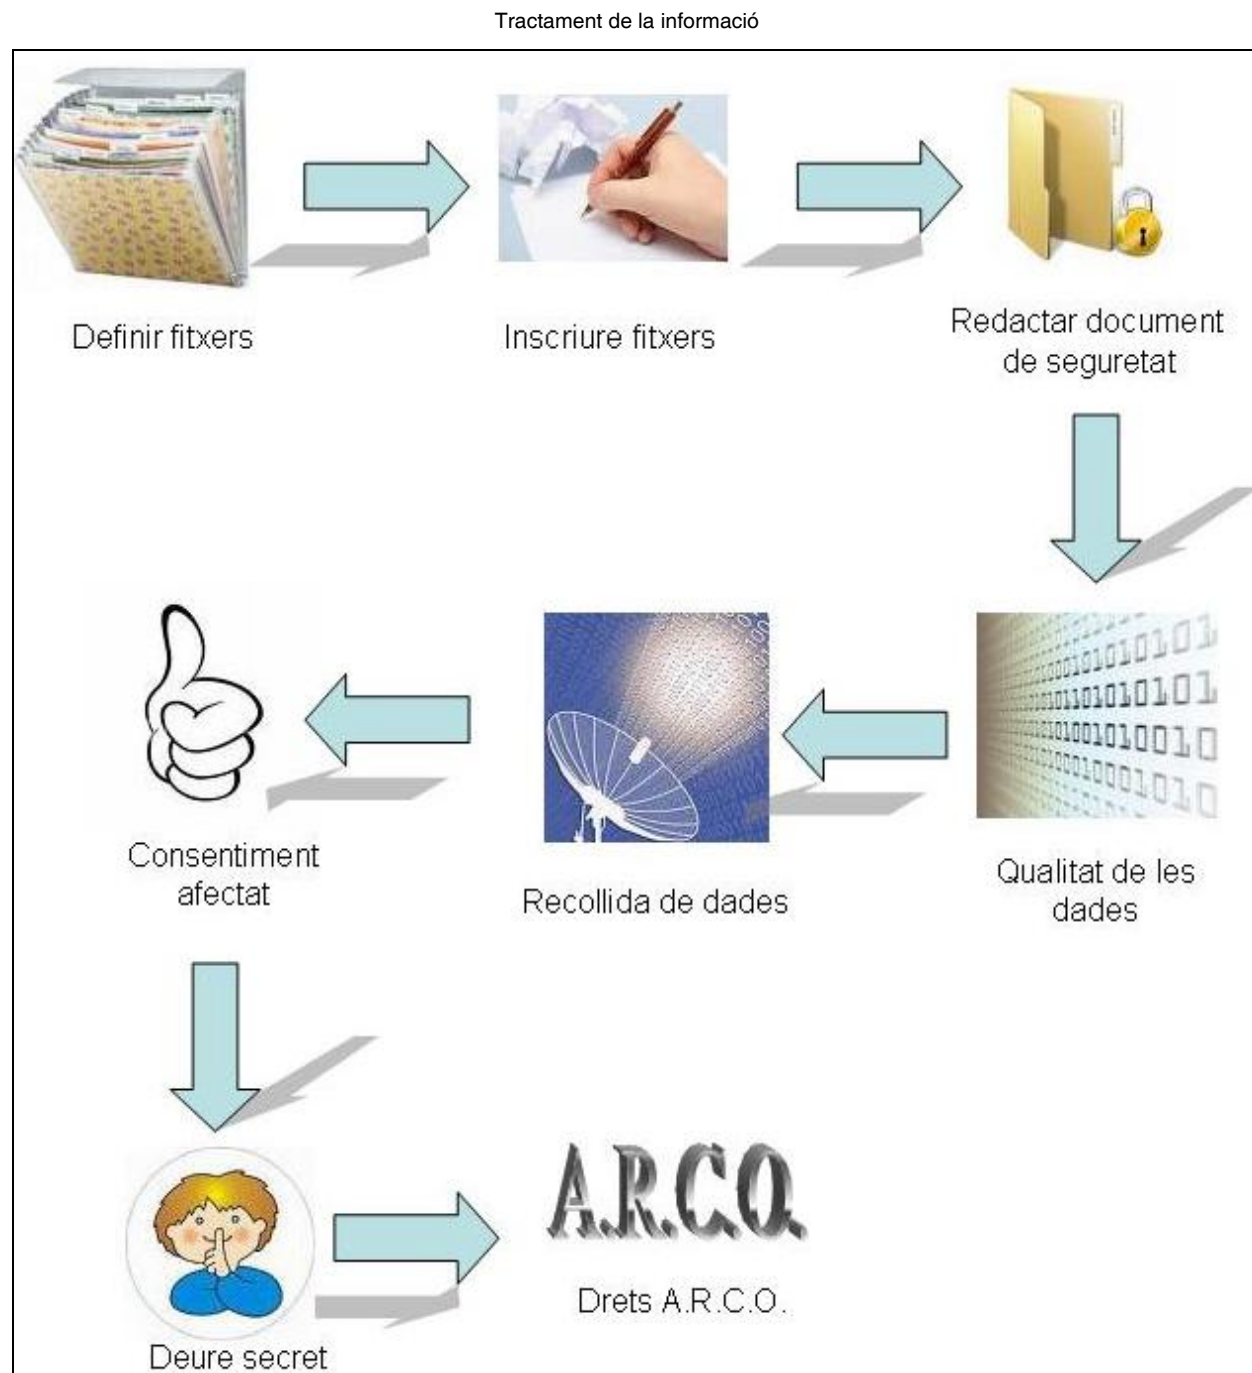 Tractament de la informació
Definir fitxers
Inscriure fitxers
Redactar document
de seguretat
Qualitat de les
dades
Recollida de dades
Consentiment
afectat
Deure secret
A.R.C.O.
Drets A.R.C.O.